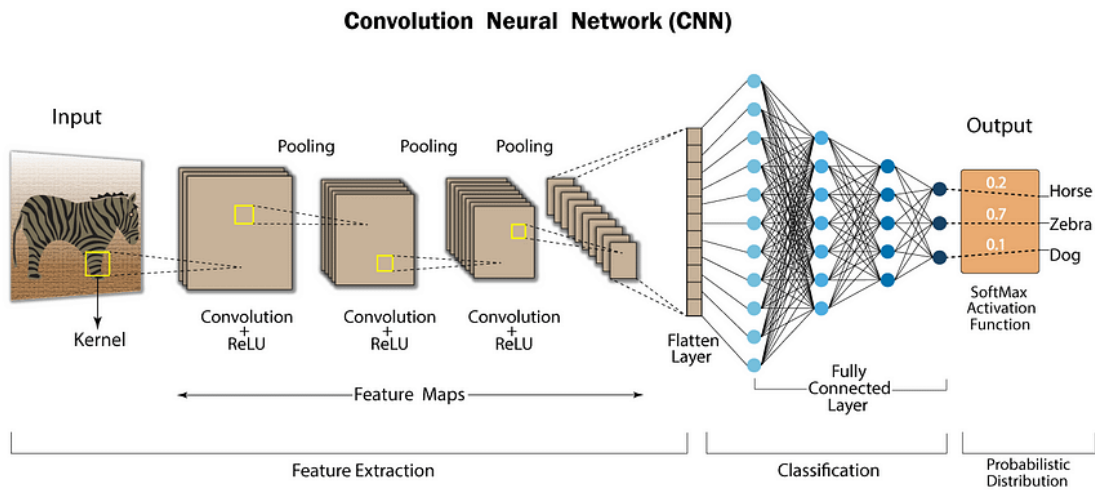 Convolution Neural Network (CNN)
Input
Kernel
Pooling
Pooling
Pooling
Convolution
+
ReLU
Convolution
+
ReLU
Convolution
+
ReLU
Feature Maps
Flatten
Layer
Fully
Connected
Layer
Output
0.2
Horse
0.7
Zebra
0.1
Dog
SoftMax
Activation
Function
Feature Extraction
Classification
Probabilistic
Distribution